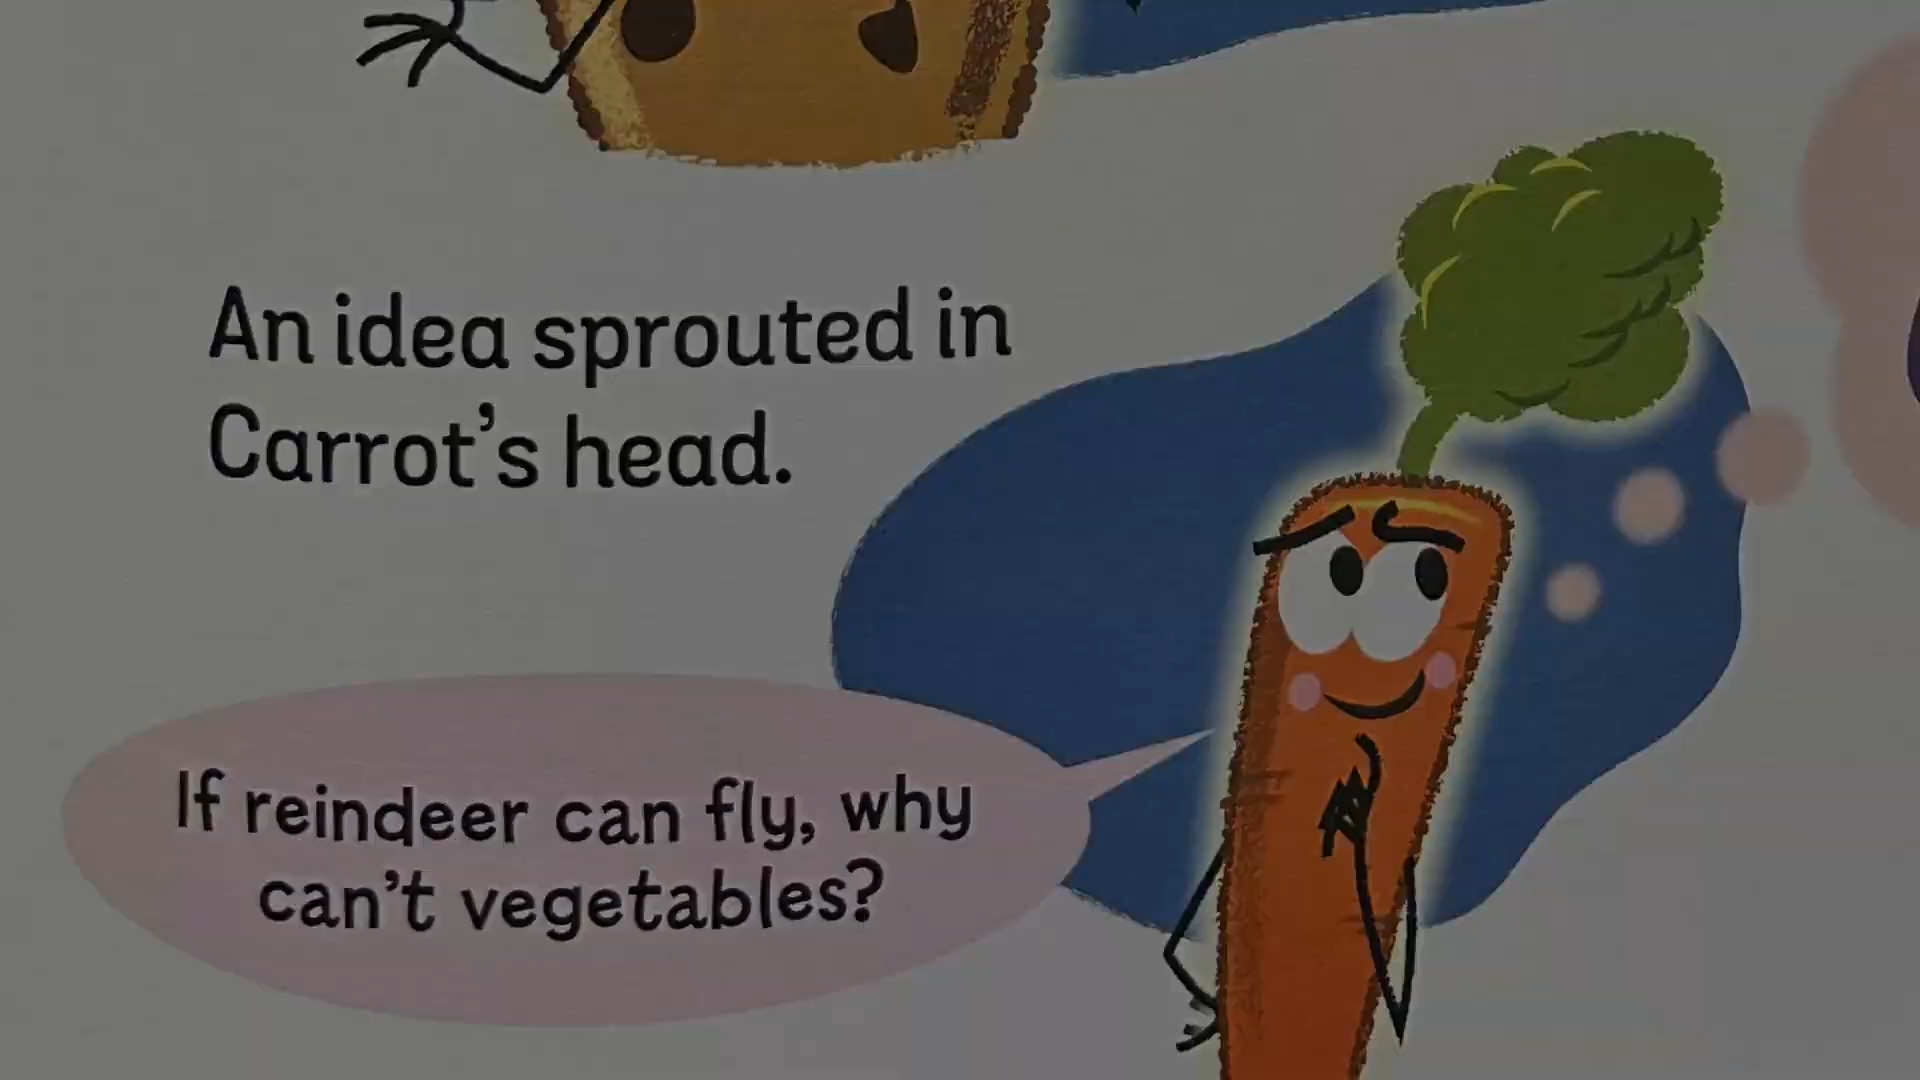 An idea sprouted in
Carrot's head.
If reindeer can fly, why
can't vegetables?